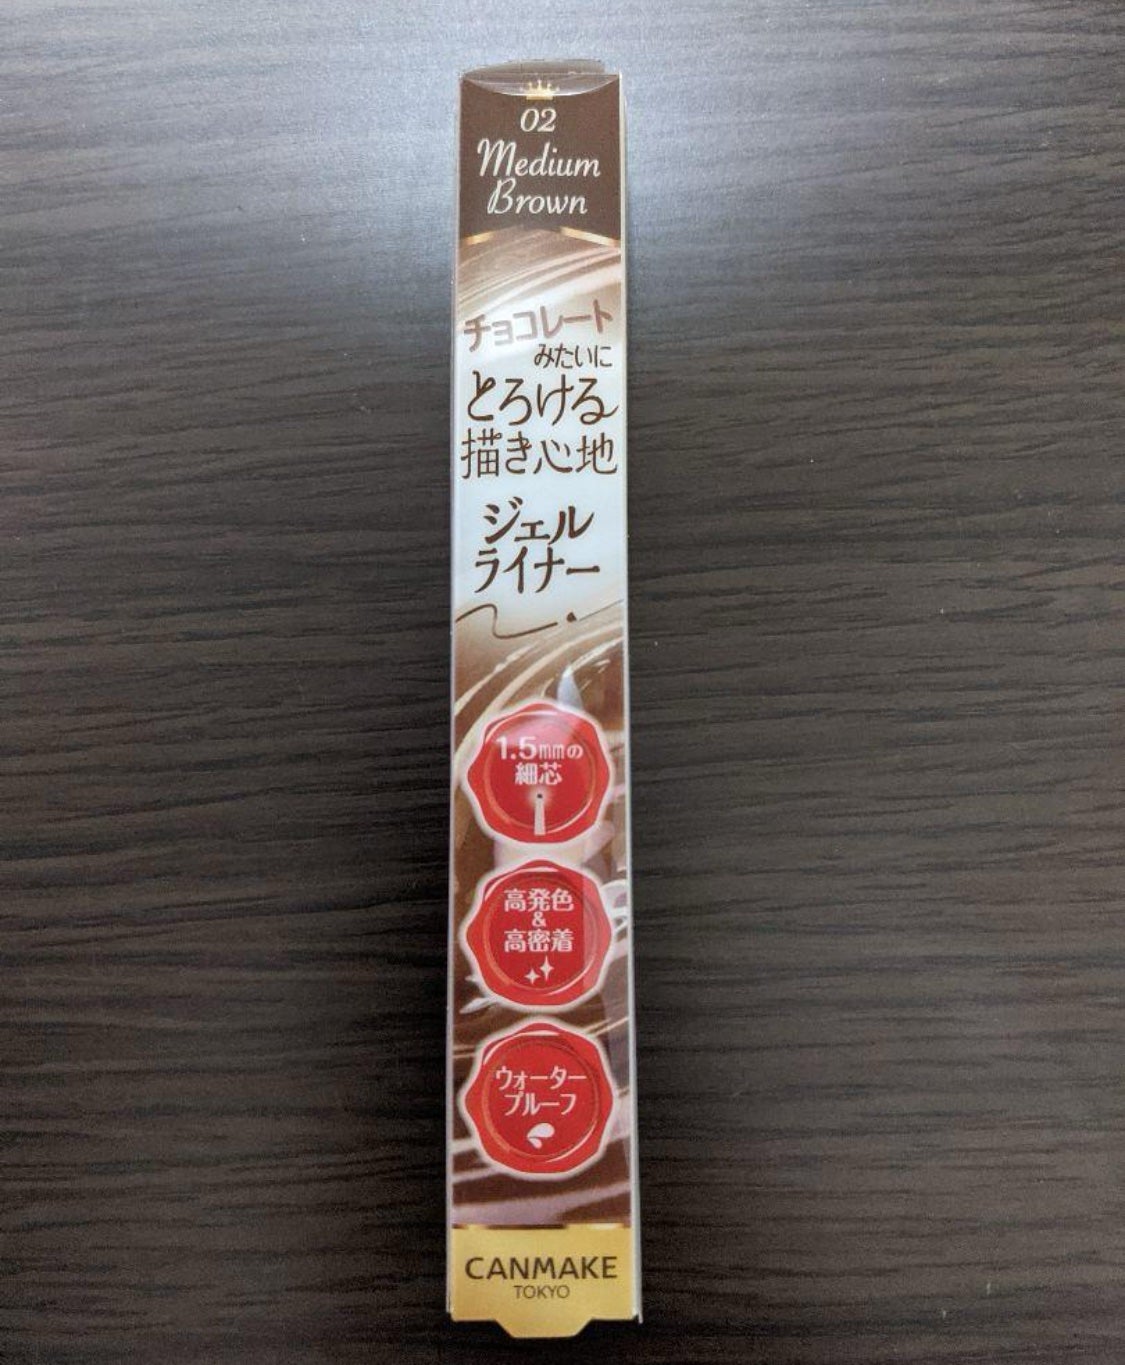 02
Medium
Brown
チョコレート
みたいに
とろける
描き心地
ジェル
ライナー
1.5mmの
細芯
高発色
&
高密着
ウォーター
プルーフ
CANMAKE
TOKYO